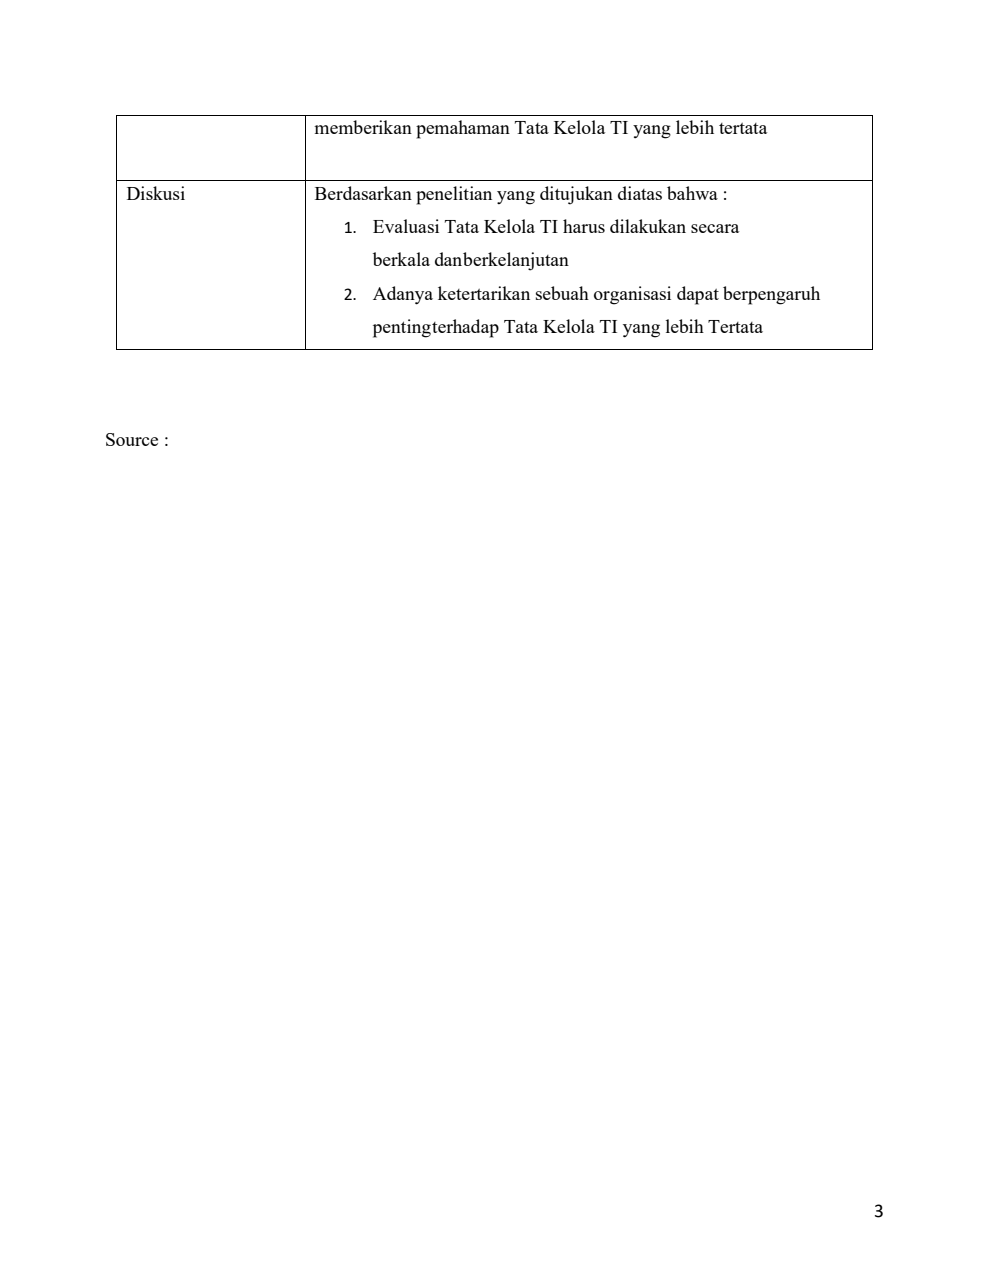 memberikan pemahaman Tata Kelola TI yang lebih tertata
Diskusi
Berdasarkan penelitian yang ditujukan diatas bahwa :
1. Evaluasi Tata Kelola TI harus dilakukan secara
berkala danberkelanjutan
2. Adanya ketertarikan sebuah organisasi dapat berpengaruh
pentingterhadap Tata Kelola TI yang lebih Tertata
Source :
3